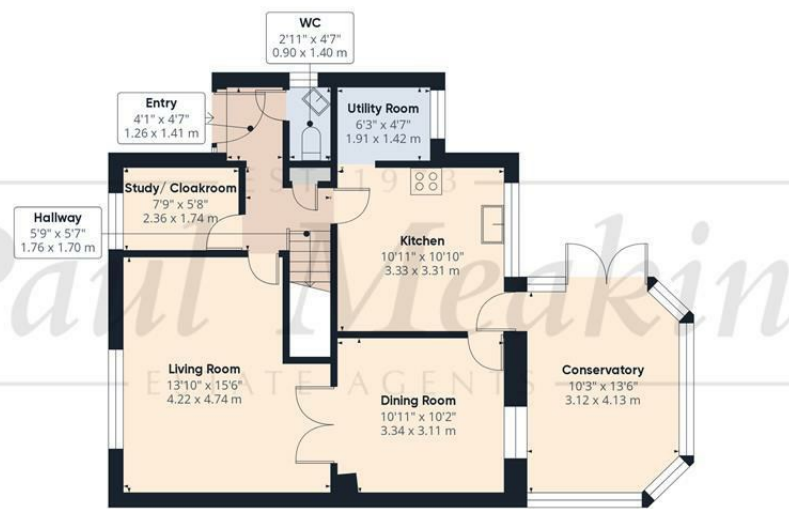 WC
2'11" x 4'7"
0.90 x 1.40 m
Entry
4'1" x 4'7"
1.26 x 1.41 m
Utility Room
6'3" x 4'7"
1.91 x 1.42 m
EST 1913
Study/ Cloakroom
7'9" x 5'8"
2.36 x 1.74 m
Hallway
5'9" x 5'7"
1.76 x 1.70 m
Kitchen
10'11" x 10'10"
3.33 x 3.31 m
Paul Meakin
Living Room
13'10" x 15'6"
4.22 x 4.74 m
Conservatory
10'3" x 13'6"
3.12 x 4.13 m
ESTATE AGENTS
Dining Room
10'11" x 10'2"
3.34 x 3.11 m